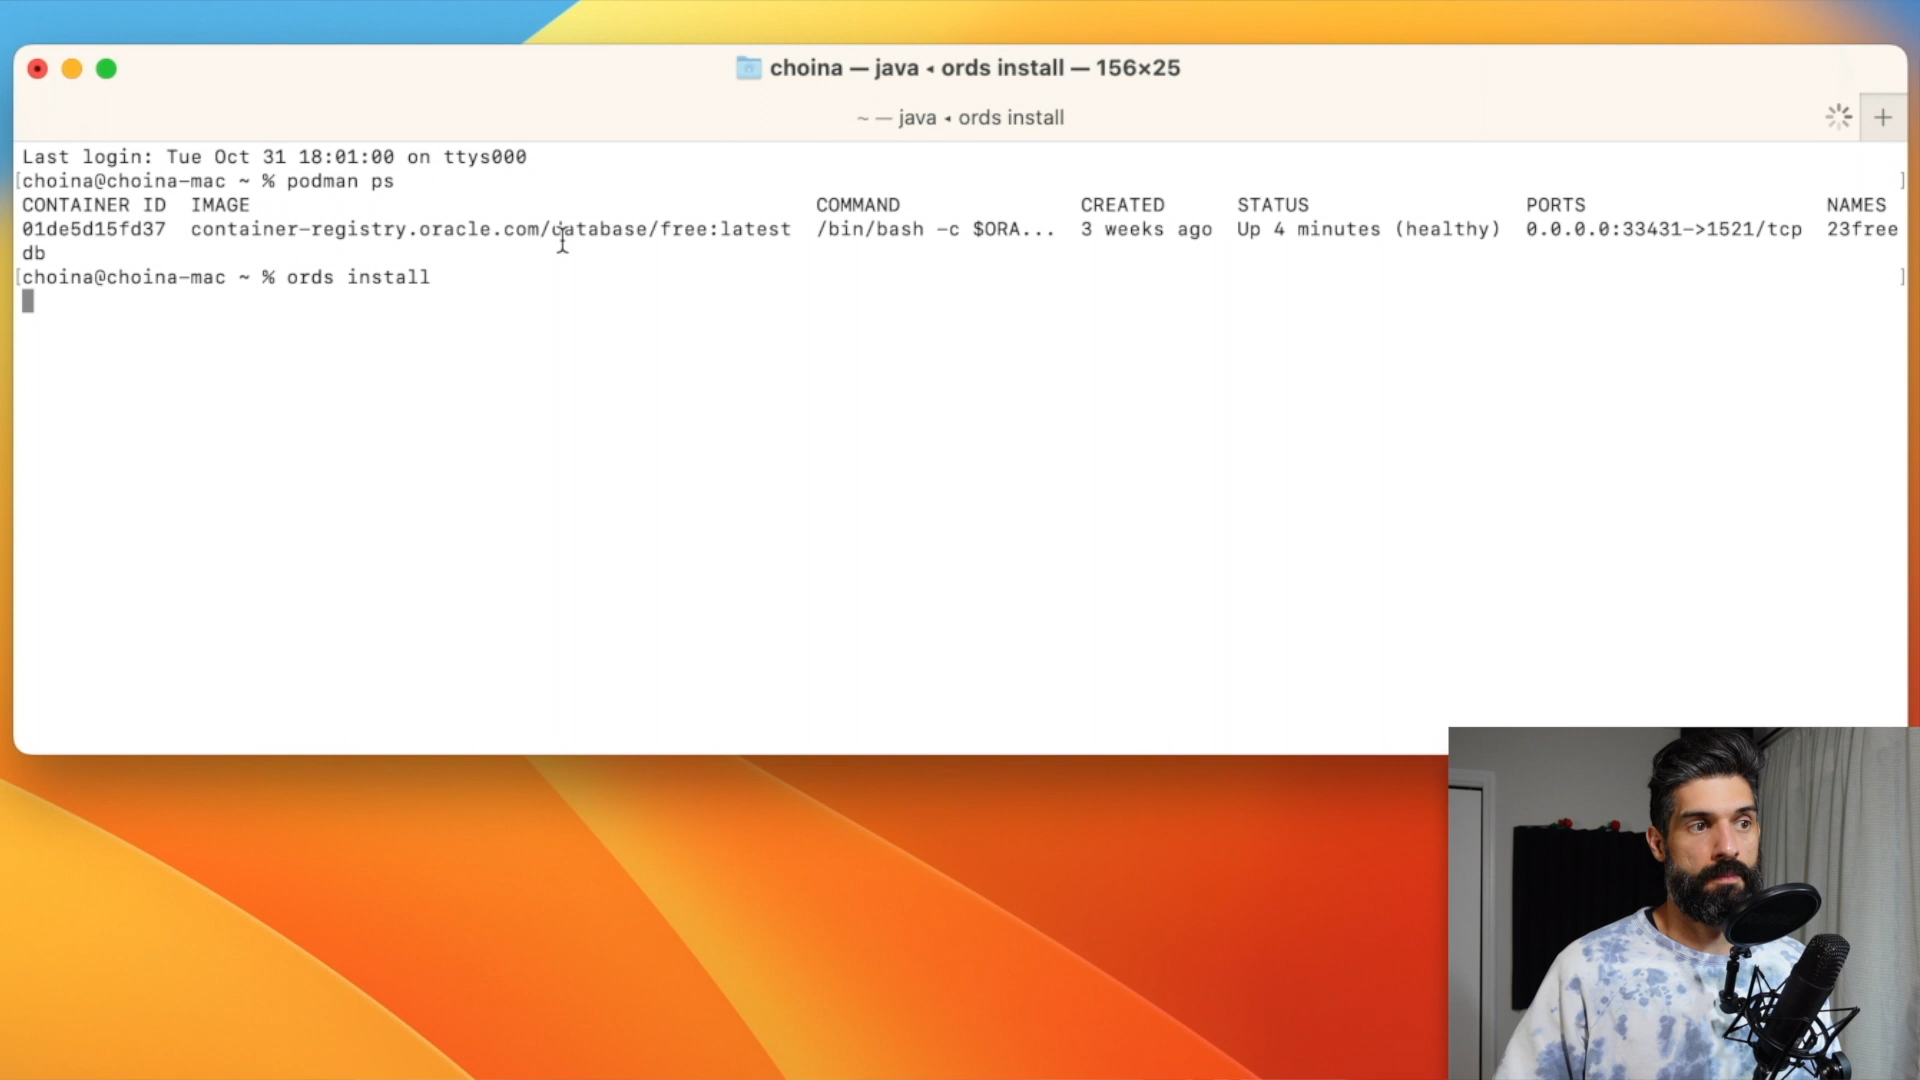 choina — java ◂ ords install — 156×25
~ — java ◂ ords install
Last login: Tue Oct 31 18:01:00 on ttys000
[choina@choina-mac ~ % podman ps ]
CONTAINER ID IMAGE COMMAND CREATED STATUS PORTS NAMES
01de5d15fd37 container-registry.oracle.com/database/free:latest /bin/bash -c $ORA... 3 weeks ago Up 4 minutes (healthy) 0.0.0.0:33431->1521/tcp 23free
db
[choina@choina-mac ~ % ords install ]